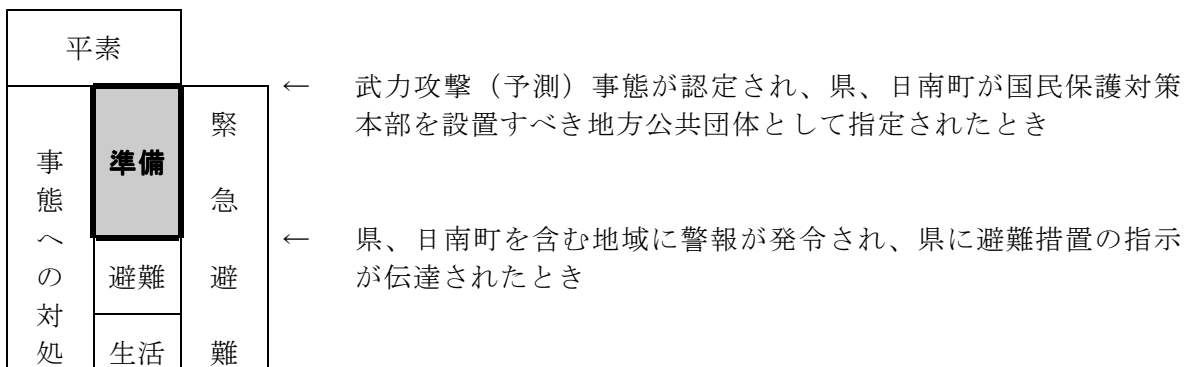 平素
← 武力攻撃（予測）事態が認定され、県、日南町が国民保護対策
本部を設置すべき地方公共団体として指定されたとき
事態への対処
準備
緊急避難
← 県、日南町を含む地域に警報が発令され、県に避難措置の指示
が伝達されたとき
避難
生活